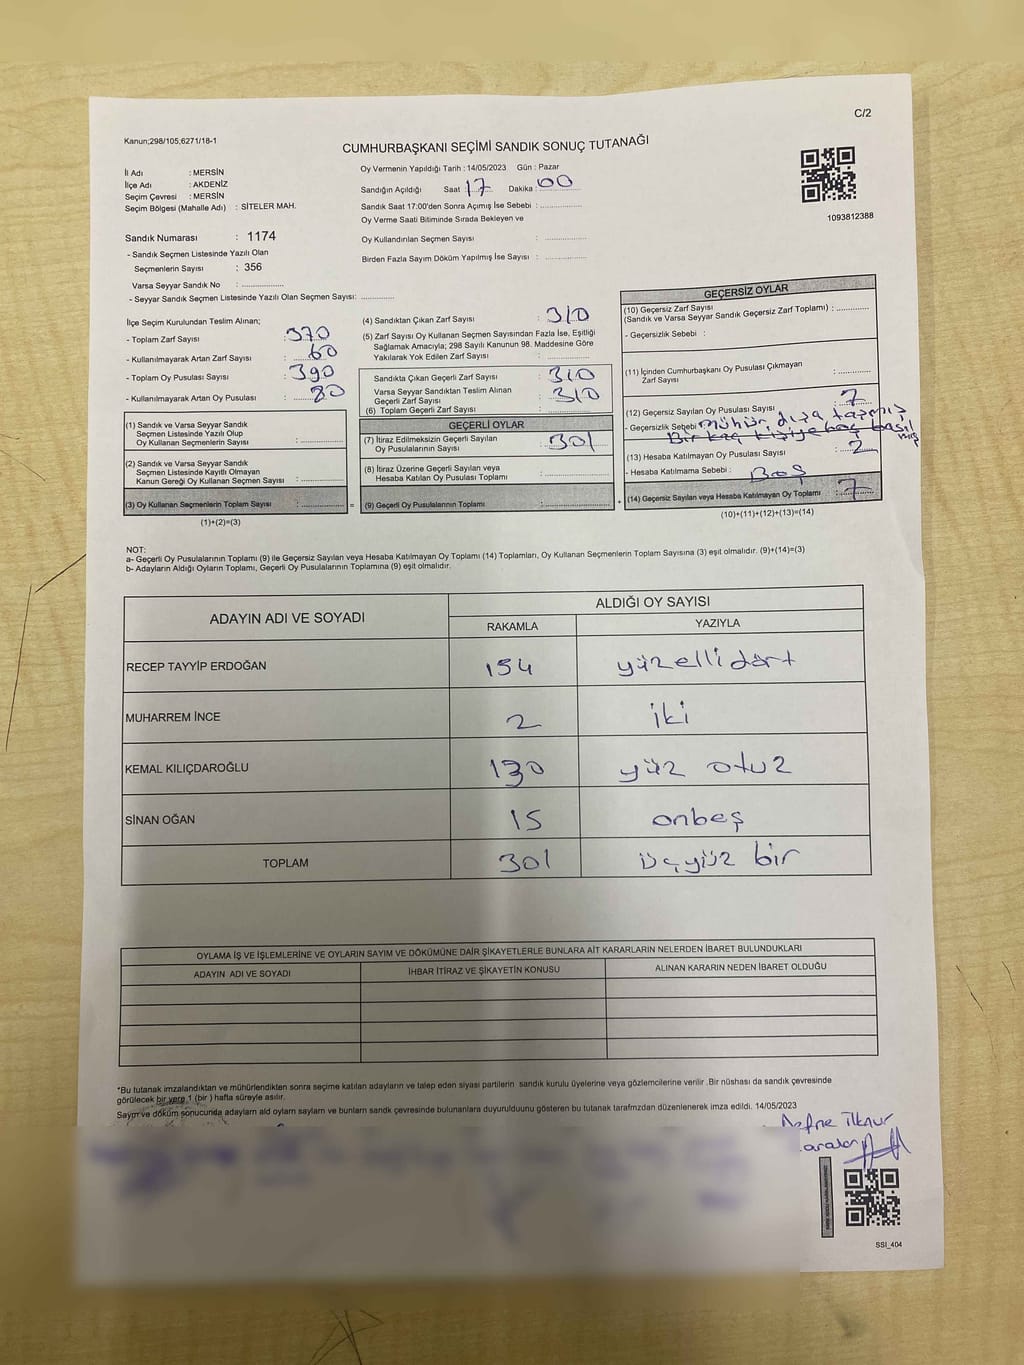 C/2
Kanun;298/105;6271/18-1
CUMHURBAŞKANI SEÇİMİ SANDIK SONUÇ TUTANAĞI
İl Adı : MERSİN
İlçe Adı : AKDENİZ
Seçim Çevresi : MERSİN
Seçim Bölgesi (Mahalle Adı) : SİTELER MAH.
Oy Vermenin Yapıldığı Tarih : 14/05/2023 Gün : Pazar
Sandığın Açıldığı Saat 17 Dakika : 00
Sandık Saat 17:00'den Sonra Açımış İse Sebebi :
Oy Verme Saati Bitiminde Sırada Bekleyen ve
Oy Kullandırılan Seçmen Sayısı :
Birden Fazla Sayım Döküm Yapılmış İse Sayısı :
1093812388
Sandık Numarası : 1174
- Sandık Seçmen Listesinde Yazılı Olan
Seçmenlerin Sayısı : 356
Varsa Seyyar Sandık No :
- Seyyar Sandık Seçmen Listesinde Yazılı Olan Seçmen Sayısı:
İlçe Seçim Kurulundan Teslim Alınan;
- Toplam Zarf Sayısı : 370
- Kullanılmayarak Artan Zarf Sayısı : 60
- Toplam Oy Pusulası Sayısı : 390
- Kullanılmayarak Artan Oy Pusulası : 80
(1) Sandık ve Varsa Seyyar Sandık
Seçmen Listesinde Yazılı Olup
Oy Kullanan Seçmenlerin Sayısı :
(2) Sandık ve Varsa Seyyar Sandık
Seçmen Listesinde Kayıtlı Olmayan
Kanun Gereği Oy Kullanan Seçmen Sayısı :
(3) Oy Kullanan Seçmenlerin Toplam Sayısı :
(1)+(2)=(3)
(4) Sandıktan Çıkan Zarf Sayısı : 310
(5) Zarf Sayısı Oy Kullanan Seçmen Sayısından Fazla İse, Eşitliği
Sağlamak Amacıyla; 298 Sayılı Kanunun 98. Maddesine Göre
Yakılarak Yok Edilen Zarf Sayısı :
Sandıkta Çıkan Geçerli Zarf Sayısı : 310
Varsa Seyyar Sandıktan Teslim Alınan
Geçerli Zarf Sayısı : 310
(6) Toplam Geçerli Zarf Sayısı :
GEÇERLİ OYLAR
(7) İtiraz Edilmeksizin Geçerli Sayılan
Oy Pusulalarının Sayısı : 301
(8) İtiraz Üzerine Geçerli Sayılan veya
Hesaba Katılan Oy Pusulası Toplamı :
= (9) Geçerli Oy Pusulalarının Toplamı :
GEÇERSİZ OYLAR
(10) Geçersiz Zarf Sayısı
(Sandık ve Varsa Seyyar Sandık Geçersiz Zarf Toplamı) :
- Geçersizlik Sebebi :
(11) İçinden Cumhurbaşkanı Oy Pusulası Çıkmayan
Zarf Sayısı :
(12) Geçersiz Sayılan Oy Pusulası Sayısı : 7
- Geçersizlik Sebebi : mühür, dışa taşmış
Bir kaç kişiye baş basıl
mış
(13) Hesaba Katılmayan Oy Pusulası Sayısı : 2
- Hesaba Katılmama Sebebi : Boş
+ (14) Geçersiz Sayılan veya Hesaba Katılmayan Oy Toplamı : 7
(10)+(11)+(12)+(13)=(14)
NOT:
a- Geçerli Oy Pusulalarının Toplamı (9) ile Geçersiz Sayılan veya Hesaba Katılmayan Oy Toplamı (14) Toplamları, Oy Kullanan Seçmenlerin Toplam Sayısına (3) eşit olmalıdır. (9)+(14)=(3)
b- Adayların Aldığı Oyların Toplamı, Geçerli Oy Pusulalarının Toplamına (9) eşit olmalıdır.
ADAYIN ADI VE SOYADI ALDIĞI OY SAYISI
RAKAMLA YAZIYLA
RECEP TAYYİP ERDOĞAN 154 yüzellidört
MUHARREM İNCE 2 iki
KEMAL KILIÇDAROĞLU 130 yüz otuz
SİNAN OĞAN 15 onbeş
TOPLAM 301 üçyüz bir
OYLAMA İŞ VE İŞLEMLERİNE VE OYLARIN SAYIM VE DÖKÜMÜNE DAİR ŞİKAYETLERLE BUNLARA AİT KARARLARIN NELERDEN İBARET BULUNDUKLARI
ADAYIN ADI VE SOYADI İHBAR İTİRAZ VE ŞİKAYETİN KONUSU ALINAN KARARIN NEDEN İBARET OLDUĞU
*Bu tutanak imzalandıktan ve mühürlendikten sonra seçime katılan adayların ve talep eden siyasi partilerin sandık kurulu üyelerine veya gözlemcilerine verilir .Bir nüshası da sandık çevresinde
görülecek bir yere 1 (bir ) hafta süreyle asılır.
Sayım ve döküm sonucunda adayların ald oyların saylam ve bunların sandk çevresinde bulunanlara duyurulduunu gösteren bu tutanak tarafmzdan düzenlenerek imza edildi. 14/05/2023
İlknur
SSI_404